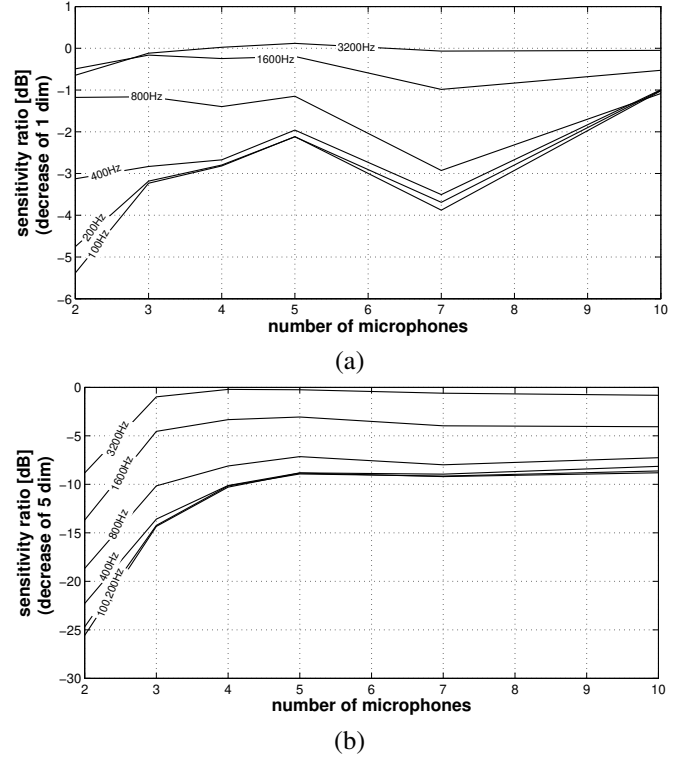 1
0
−1
−2
−3
−4
−5
−6
sensitivity ratio [dB]
(decrease of 1 dim)
3200Hz
1600Hz
800Hz
400Hz
200Hz
100Hz
2 3 4 5 6 7 8 9 10
number of microphones
(a)
0
−5
−10
−15
−20
−25
−30
sensitivity ratio [dB]
(decrease of 5 dim)
3200Hz
1600Hz
800Hz
400Hz
100,200Hz
2 3 4 5 6 7 8 9 10
number of microphones
(b)